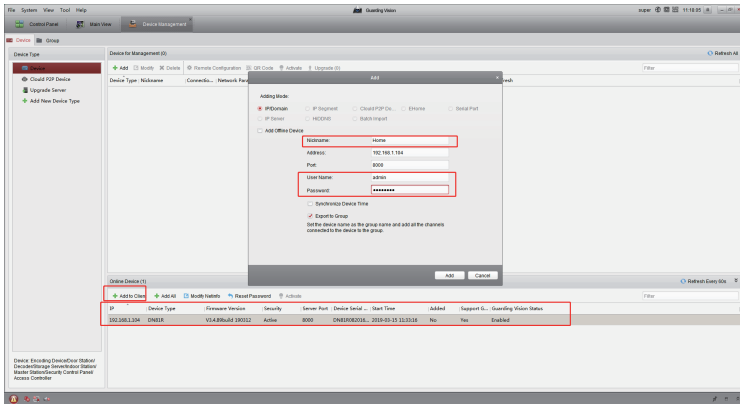 File System View Tool Help
Guarding Vision
super 11:18:05
Control Panel
Main View
Device Management
Device
Group
Device Type
Device
Clould P2P Device
Upgrade Server
Add New Device Type
Device for Management (0)
Refresh All
Add Modify Delete Remote Configuration QR Code Activate Upgrade (0)
Filter
Device Type Nickname Connectio... Network Para
resh
Add
Adding Mode:
IP/Domain IP Segment Clould P2P De... EHome Serial Port
IP Server HiDDNS Batch Import
Add Offline Device
Nickname: Home
Address: 192.168.1.104
Port: 8000
User Name: admin
Password: ••••••••
Synchronize Device Time
Export to Group
Set the device name as the group name and add all the channels
connected to the device to the group.
Add Cancel
Online Device (1)
Refresh Every 60s
Add to Client Add All Modify Netinfo Reset Password Activate
Filter
IP Device Type Firmware Version Security Server Port Device Serial ... Start Time Added Support G... Guarding Vision Status
192.168.1.104 DN81R V3.4.89build 190312 Active 8000 DN81R082016... 2019-03-15 11:33:16 No Yes Enabled
Device: Encoding Device/Door Station/
Decoder/Storage Server/Indoor Station/
Master Station/Security Control Panel/
Access Controller